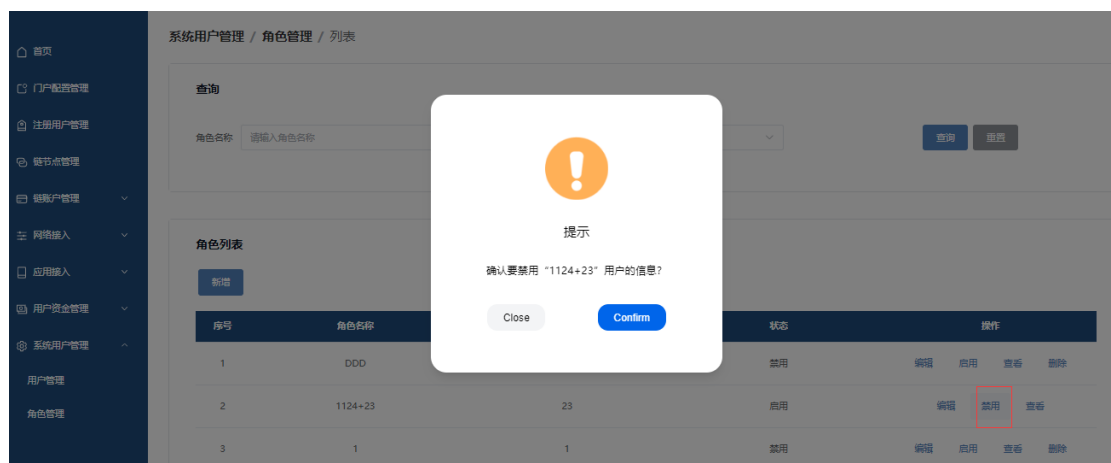 系统用户管理 / 角色管理 / 列表
首页
门户配置管理
注册用户管理
链节点管理
链账户管理
网络接入
应用接入
用户资金管理
系统用户管理
用户管理
角色管理
查询
角色名称 请输入角色名称
查询 重置
角色列表
新增
序号 角色名称 状态 操作
1 DDD 禁用 编辑 启用 查看 删除
2 1124+23 23 启用 编辑 禁用 查看
3 1 1 禁用 编辑 启用 查看 删除
提示
确认要禁用“1124+23”用户的信息?
Close Confirm